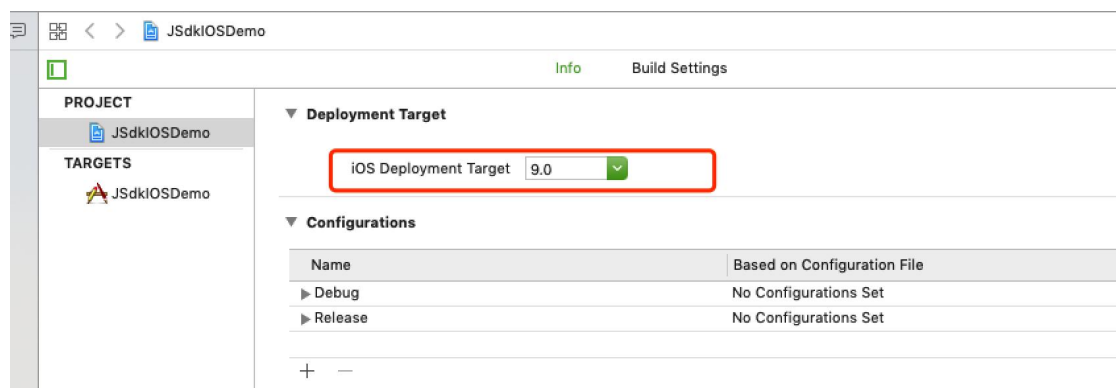 JSdkIOSDemo
Info Build Settings
PROJECT
JSdkIOSDemo
TARGETS
JSdkIOSDemo
Deployment Target
iOS Deployment Target 9.0
Configurations
Name Based on Configuration File
Debug No Configurations Set
Release No Configurations Set